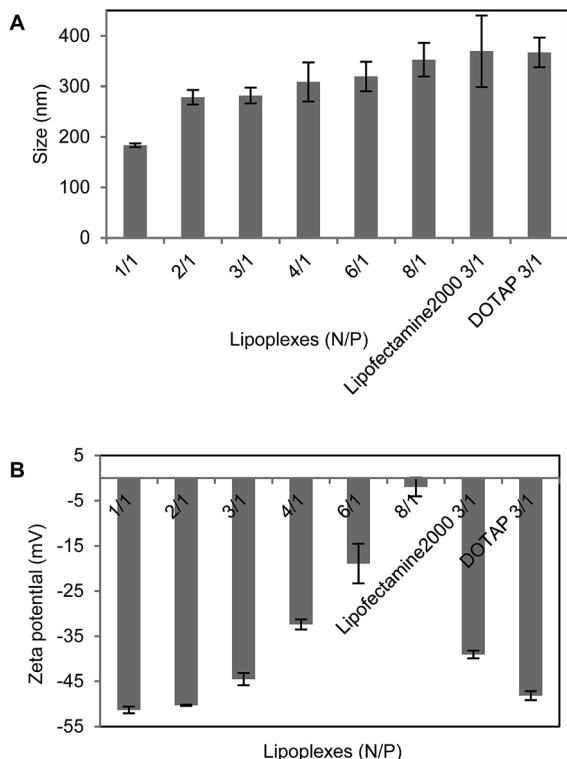 A
Size (nm)
400
300
200
100
0
1/1
2/1
3/1
4/1
6/1
8/1
Lipofectamine2000 3/1
DOTAP 3/1
Lipoplexes (N/P)
B
Zeta potentlal (mV)
5
-5
-15
-25
-35
-45
-55
1/1
2/1
3/1
4/1
6/1
8/1
Lipofectamine2000 3/1
DOTAP 3/1
Lipoplexes (N/P)